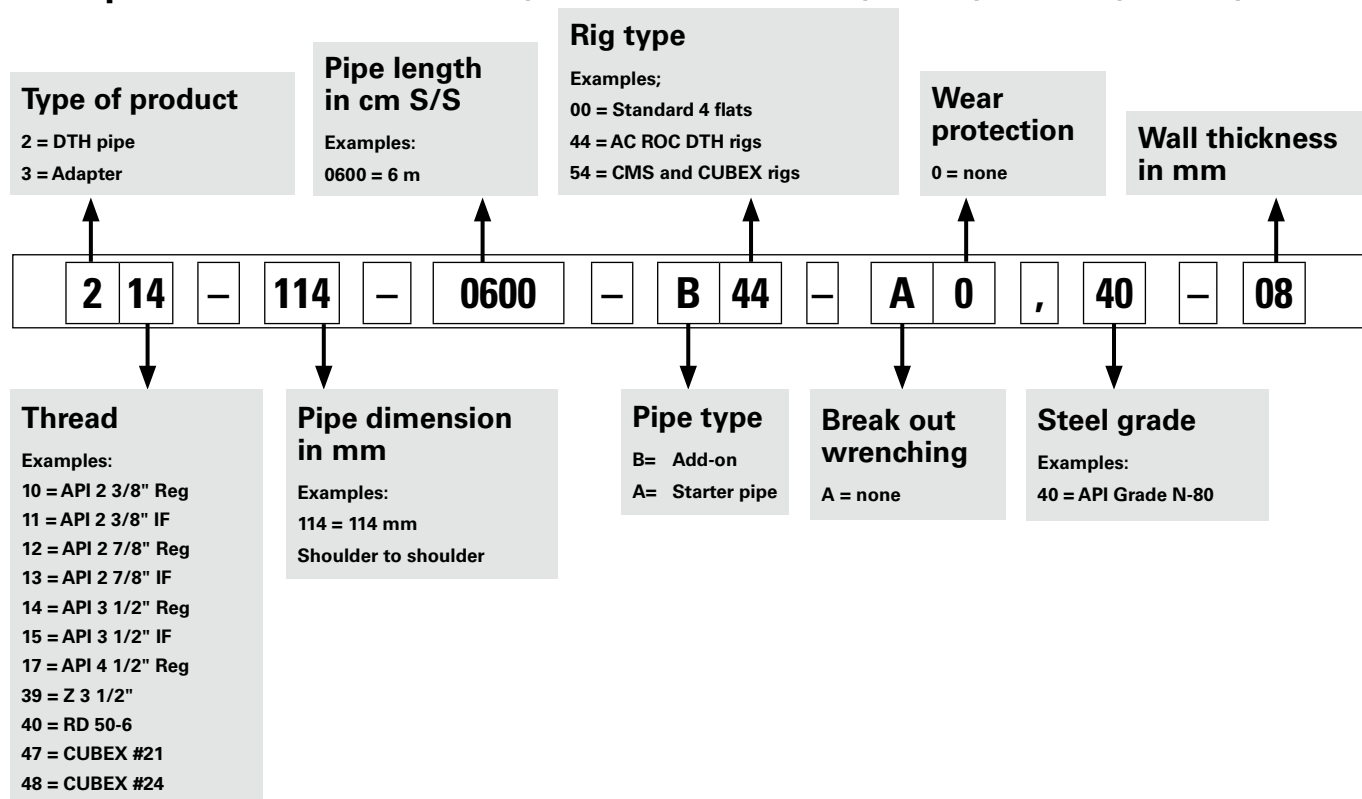 Type of product
2 = DTH pipe
3 = Adapter
Pipe length
in cm S/S
Examples:
0600 = 6 m
Rig type
Examples;
00 = Standard 4 flats
44 = AC ROC DTH rigs
54 = CMS and CUBEX rigs
Wear
protection
0 = none
Wall thickness
in mm
2 14 – 114 – 0600 – B 44 – A 0 , 40 – 08
Thread
Examples:
10 = API 2 3/8" Reg
11 = API 2 3/8" IF
12 = API 2 7/8" Reg
13 = API 2 7/8" IF
14 = API 3 1/2" Reg
15 = API 3 1/2" IF
17 = API 4 1/2" Reg
39 = Z 3 1/2"
40 = RD 50-6
47 = CUBEX #21
48 = CUBEX #24
Pipe dimension
in mm
Examples:
114 = 114 mm
Shoulder to shoulder
Pipe type
B= Add-on
A= Starter pipe
Break out
wrenching
A = none
Steel grade
Examples:
40 = API Grade N-80